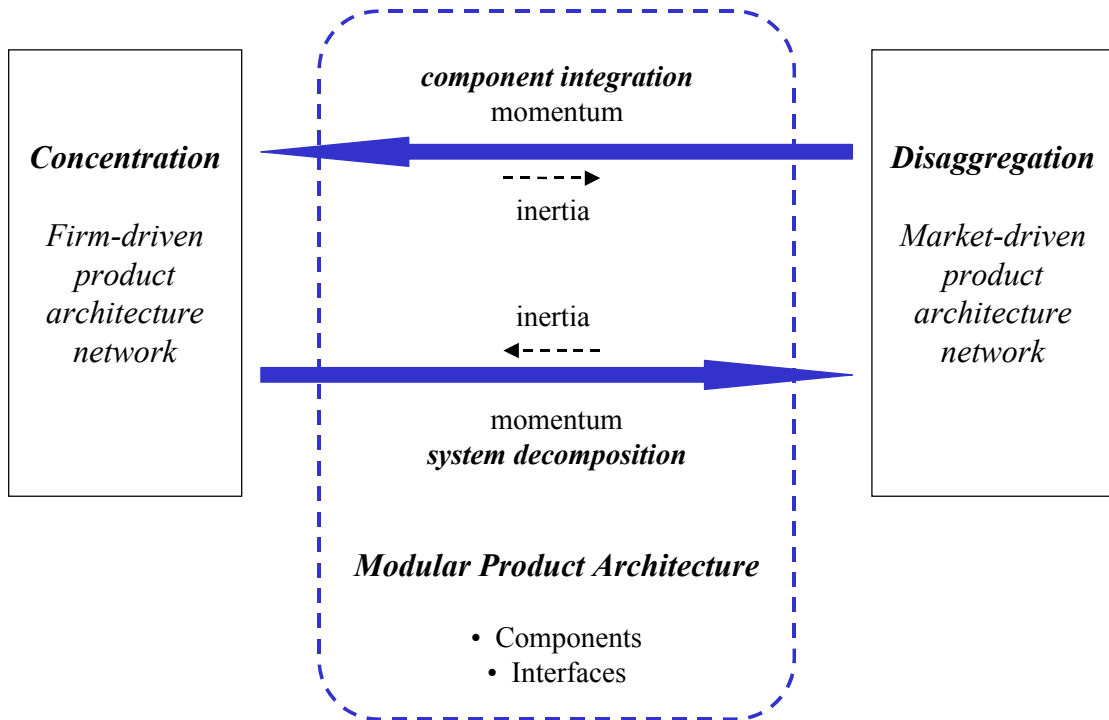 Concentration
Firm-driven
product
architecture
network
component integration
momentum
inertia
inertia
momentum
system decomposition
Modular Product Architecture
• Components
• Interfaces
Disaggregation
Market-driven
product
architecture
network